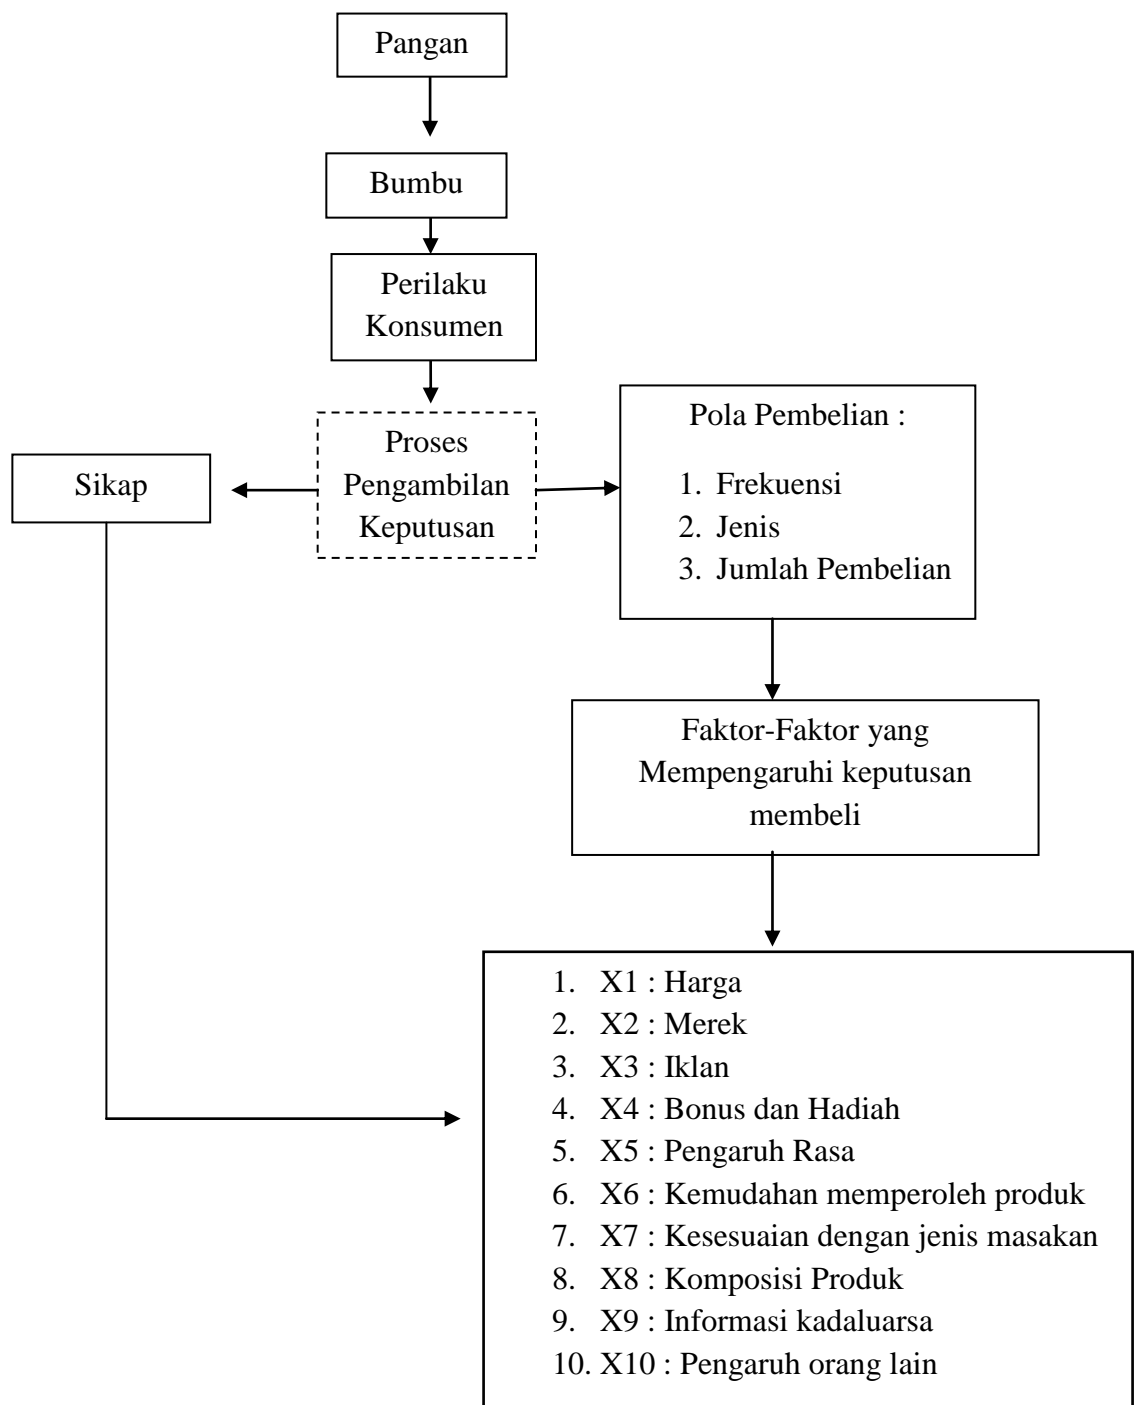 Pangan
Bumbu
Perilaku
Konsumen
Proses
Pengambilan
Keputusan
Sikap
Pola Pembelian :
1. Frekuensi
2. Jenis
3. Jumlah Pembelian
Faktor-Faktor yang
Mempengaruhi keputusan
membeli
1. X1 : Harga
2. X2 : Merek
3. X3 : Iklan
4. X4 : Bonus dan Hadiah
5. X5 : Pengaruh Rasa
6. X6 : Kemudahan memperoleh produk
7. X7 : Kesesuaian dengan jenis masakan
8. X8 : Komposisi Produk
9. X9 : Informasi kadaluarsa
10. X10 : Pengaruh orang lain